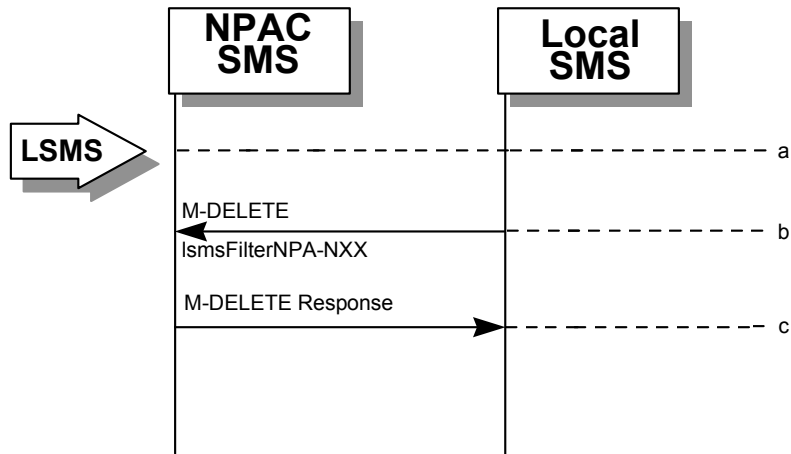 NPAC
SMS
Local
SMS
LSMS
a
M-DELETE
b
lsmsFilterNPA-NXX
M-DELETE Response
c